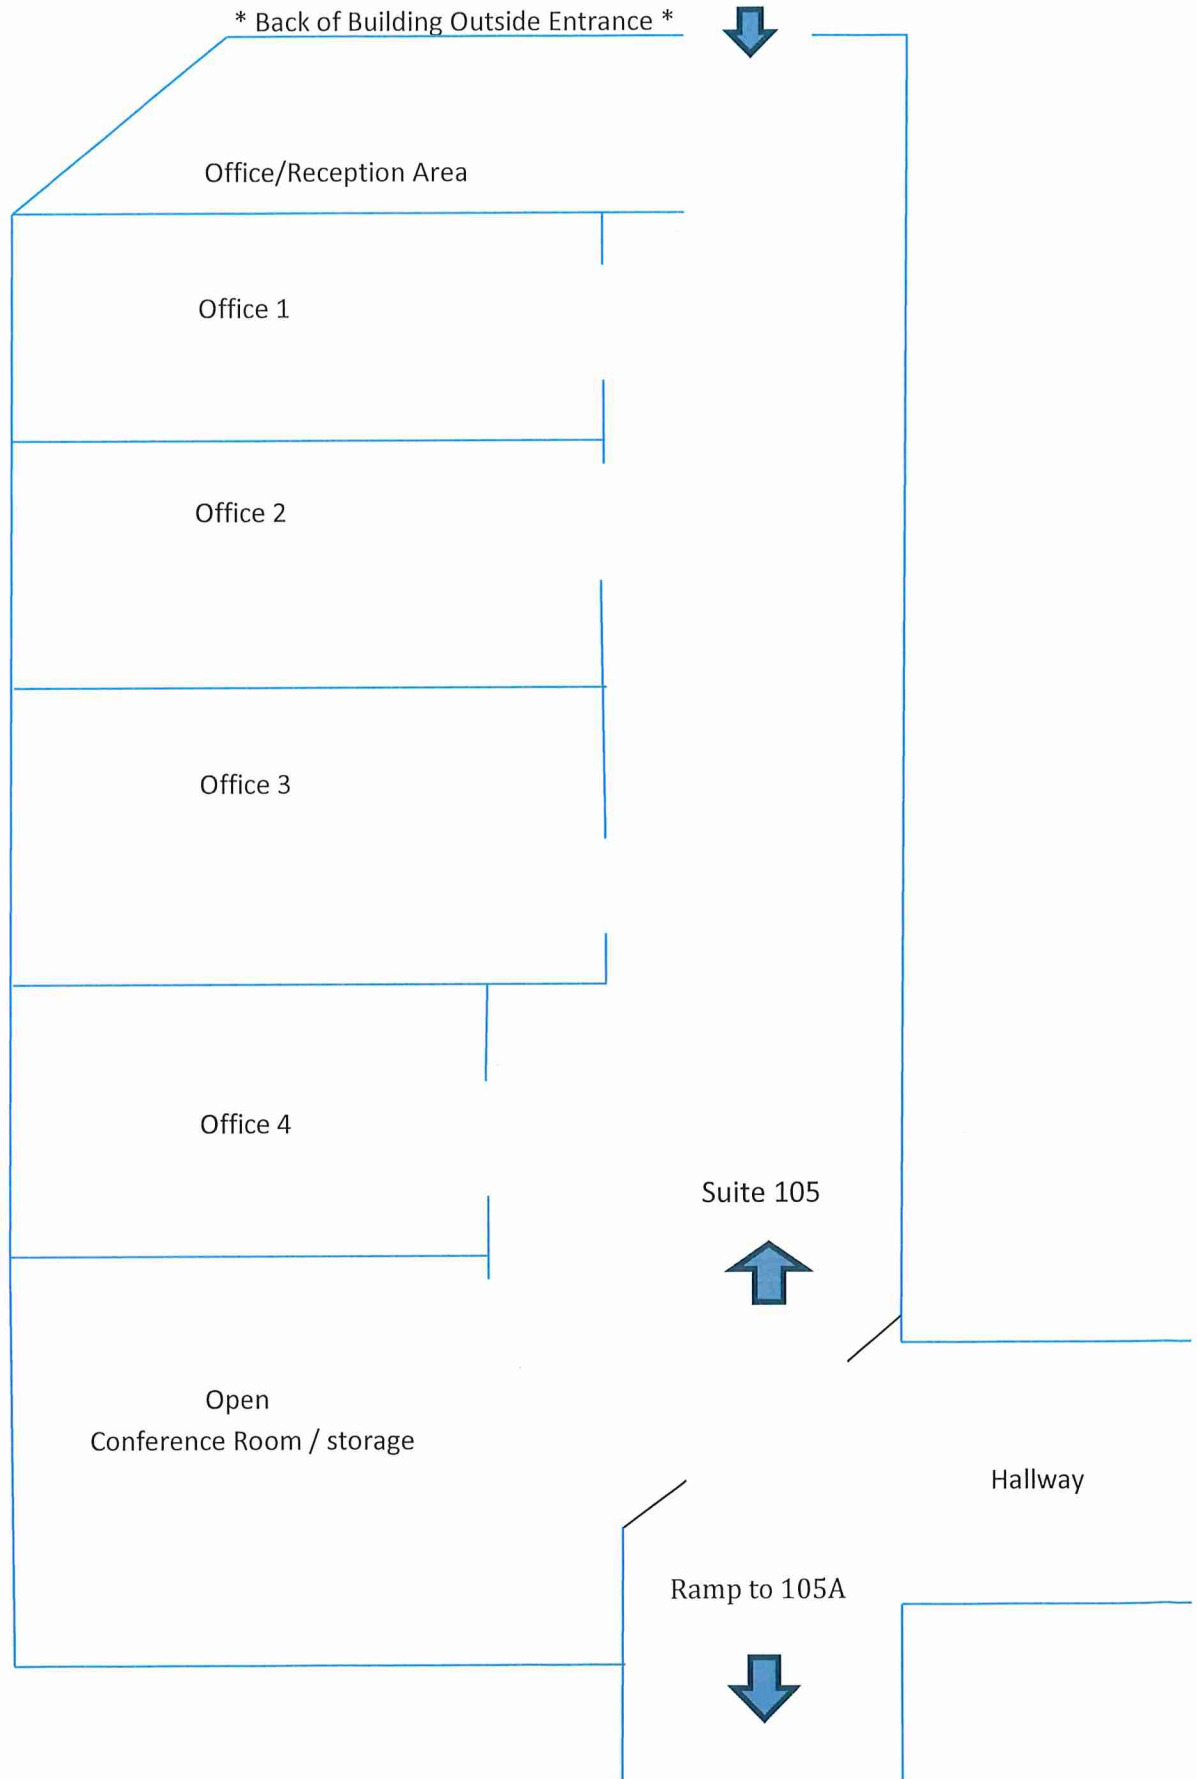 * Back of Building Outside Entrance *
Office/Reception Area
Office 1
Office 2
Office 3
Office 4
Suite 105
Open
Conference Room / storage
Hallway
Ramp to 105A